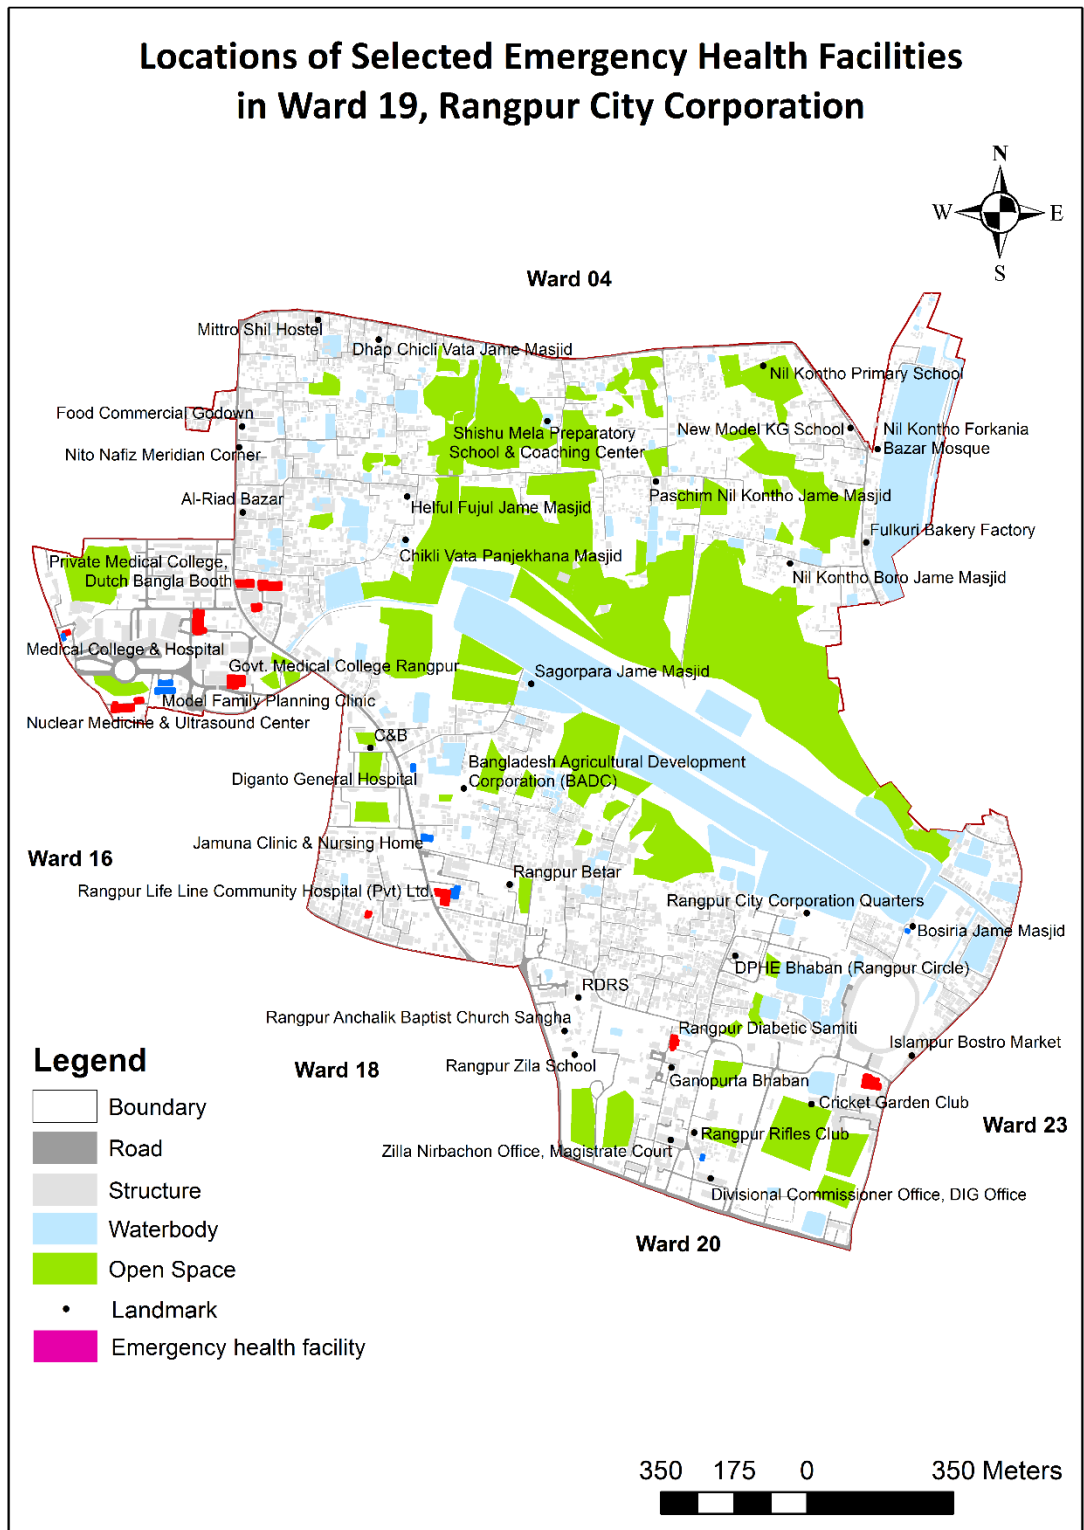 Locations of Selected Emergency Health Facilities
in Ward 19, Rangpur City Corporation
N
W
E
S
Ward 04
Mittro Shil Hostel
Dhap Chicli Vata Jame Masjid
Nil Kontho Primary School
Food Commercial Godown
Shishu Mela Preparatory
School & Coaching Center
New Model KG School
Nil Kontho Forkania
Bazar Mosque
Nito Nafiz Meridian Corner
Al-Riad Bazar
Helful Fujul Jame Masjid
Paschim Nil Kontho Jame Masjid
Fulkuri Bakery Factory
Chikli Vata Panjekhana Masjid
Nil Kontho Boro Jame Masjid
Private Medical College,
Dutch Bangla Booth
Medical College & Hospital
Govt. Medical College Rangpur
Sagorpara Jame Masjid
Model Family Planning Clinic
Nuclear Medicine & Ultrasound Center
C&B
Diganto General Hospital
Bangladesh Agricultural Development
Corporation (BADC)
Jamuna Clinic & Nursing Home
Ward 16
Rangpur Betar
Rangpur Life Line Community Hospital (Pvt) Ltd.
Rangpur City Corporation Quarters
Bosiria Jame Masjid
DPHE Bhaban (Rangpur Circle)
RDRS
Rangpur Anchalik Baptist Church Sangha
Rangpur Diabetic Samiti
Islampur Bostro Market
Rangpur Zila School
Ward 18
Ganopurta Bhaban
Cricket Garden Club
Ward 23
Rangpur Rifles Club
Zilla Nirbachon Office, Magistrate Court
Divisional Commissioner Office, DIG Office
Ward 20
Legend
Boundary
Road
Structure
Waterbody
Open Space
Landmark
Emergency health facility
350 175 0 350 Meters